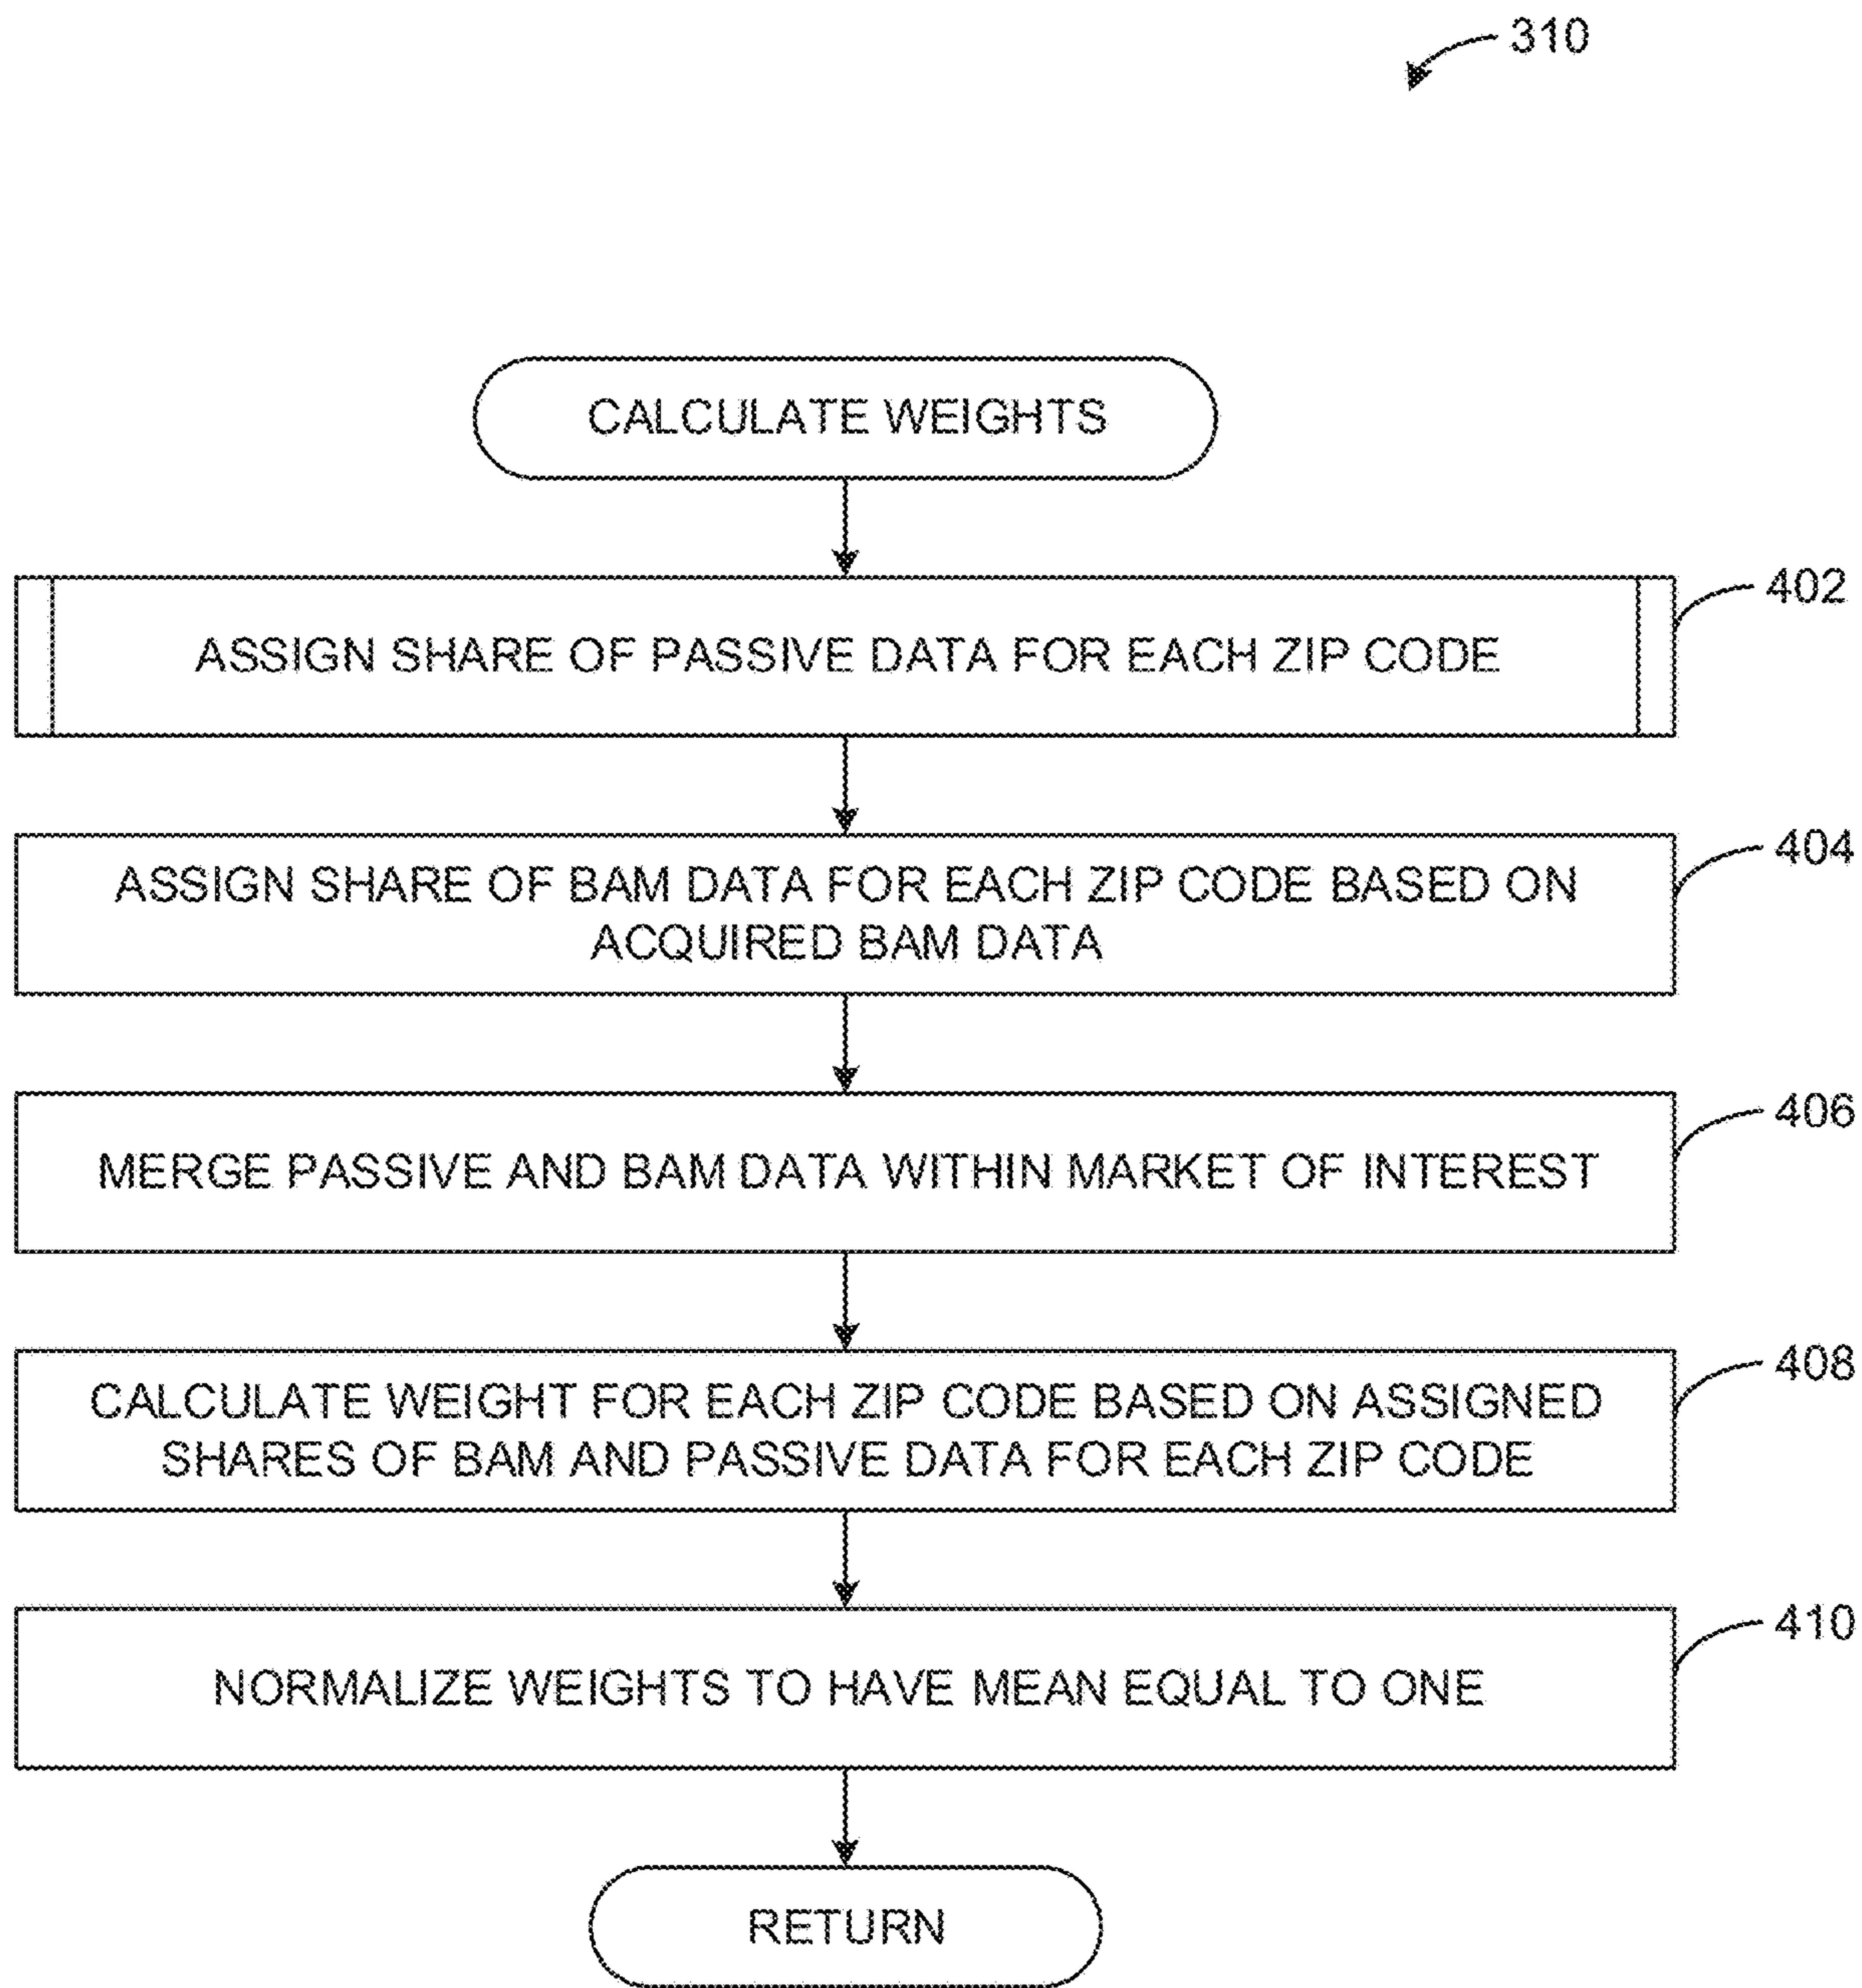 310
CALCULATE WEIGHTS
402
ASSIGN SHARE OF PASSIVE DATA FOR EACH ZIP CODE
404
ASSIGN SHARE OF BAM DATA FOR EACH ZIP CODE BASED ON
ACQUIRED BAM DATA
406
MERGE PASSIVE AND BAM DATA WITHIN MARKET OF INTEREST
408
CALCULATE WEIGHT FOR EACH ZIP CODE BASED ON ASSIGNED
SHARES OF BAM AND PASSIVE DATA FOR EACH ZIP CODE
410
NORMALIZE WEIGHTS TO HAVE MEAN EQUAL TO ONE
RETURN